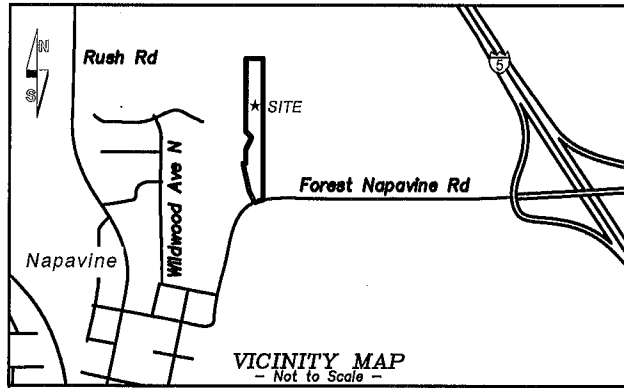 N
S
Rush Rd
5
SITE
Wildwood Ave N
Forest Napavine Rd
Napavine
VICINITY MAP
- Not to Scale -